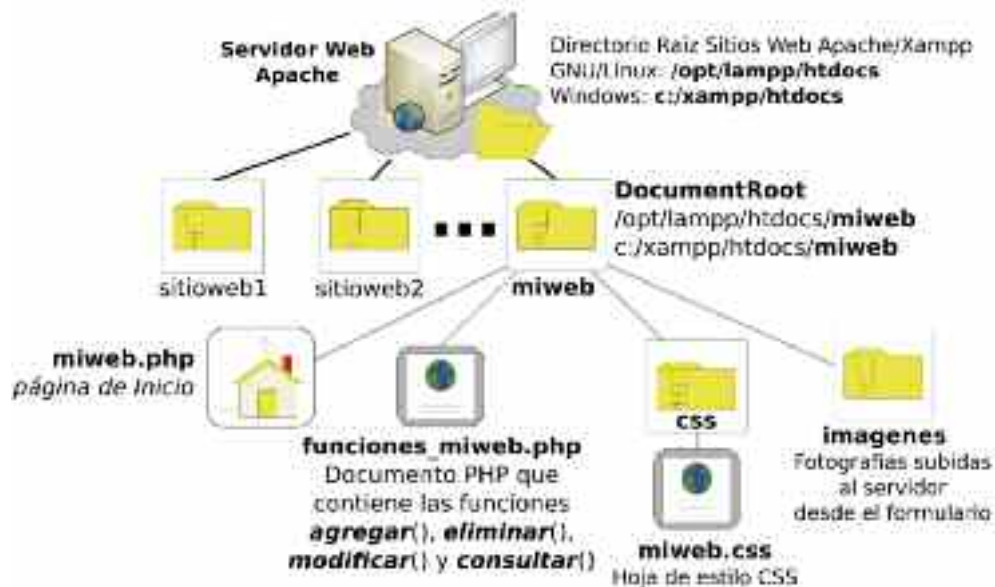 Servidor Web
Apache
Directorio Raiz Sitios Web Apache/Xampp
GNU/Linux: /opt/lampp/htdocs
Windows: c:/xampp/htdocs
DocumentRoot
/opt/lampp/htdocs/miweb
c:/xampp/htdocs/miweb
sitioweb1
sitioweb2
miweb
miweb.php
página de Inicio
funciones_miweb.php
Documento PHP que
contiene las funciones
agregar(), eliminar(),
modificar() y consultar()
css
miweb.css
Hoja de estilo CSS
imagenes
Fotografias subidas
al servidor
desde el formulario